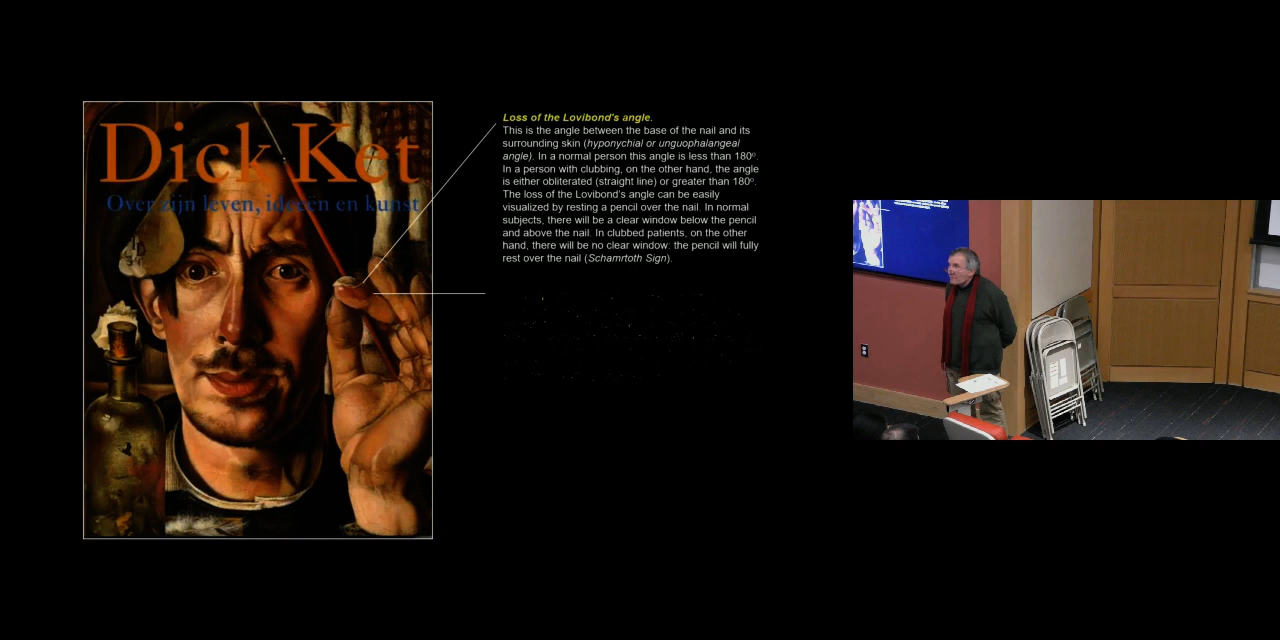 Dick Ket
Over zijn leven, ideeën en kunst
Loss of the Lovibond's angle.
This is the angle between the base of the nail and its
surrounding skin (hyponychial or unguophalangeal
angle). In a normal person this angle is less than 180º.
In a person with clubbing, on the other hand, the angle
is either obliterated (straight line) or greater than 180º.
The loss of the Lovibond's angle can be easily
visualized by resting a pencil over the nail. In normal
subjects, there will be a clear window below the pencil
and above the nail. In clubbed patients, on the other
hand, there will be no clear window: the pencil will fully
rest over the nail (Schamrtoth Sign).